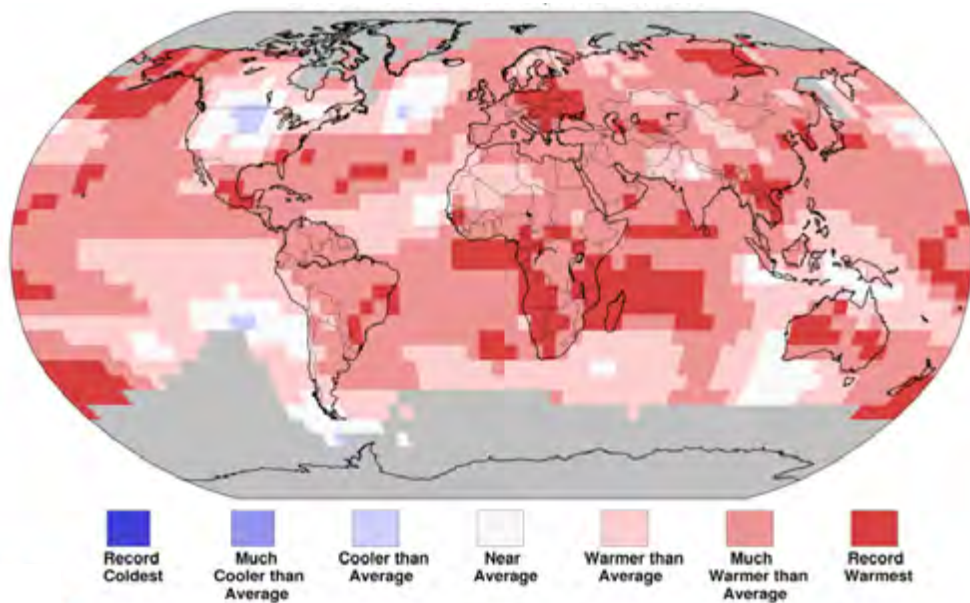 Record
Coldest
Much
Cooler than
Average
Cooler than
Average
Near
Average
Warmer than
Average
Much
Warmer than
Average
Record
Warmest